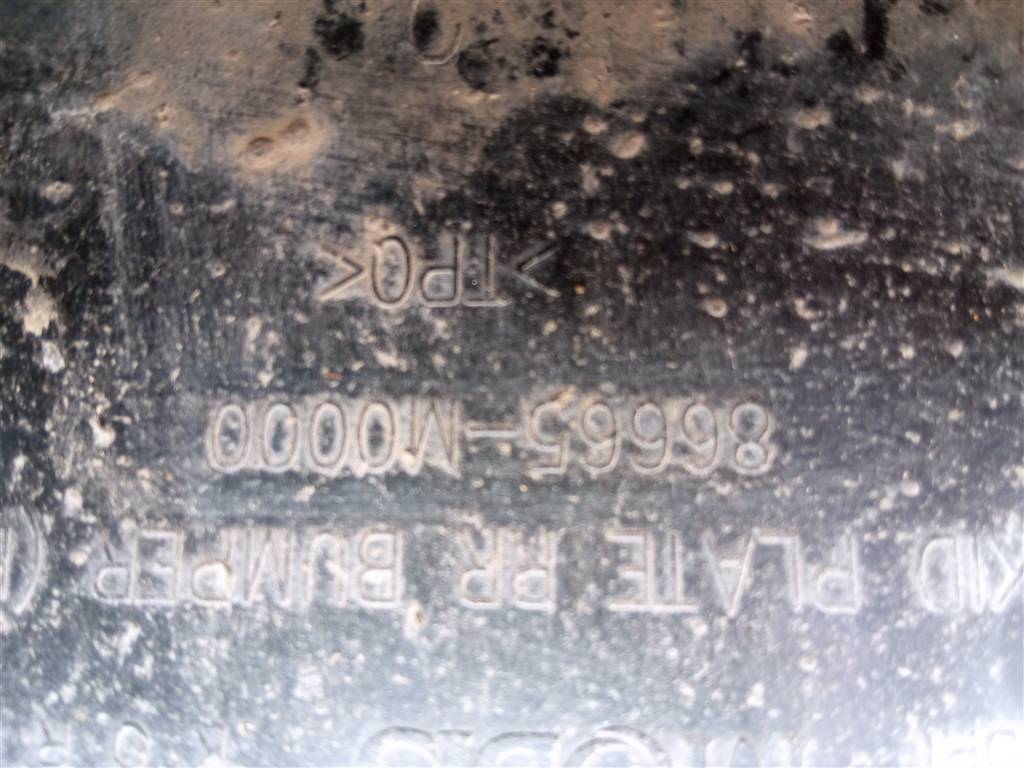 KID PLATE RR BUMPER (
86665-M0000
>TPO<